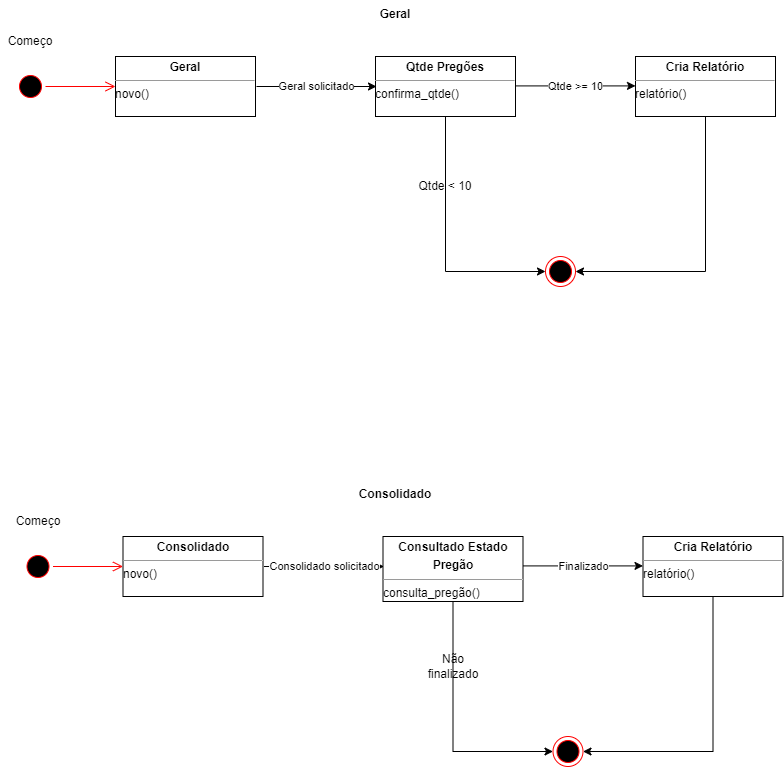 Geral
Começo
Geral
novo()
Geral solicitado
Qtde Pregões
confirma_qtde()
Qtde >= 10
Cria Relatório
relatório()
Qtde < 10
Consolidado
Começo
Consolidado
novo()
Consolidado solicitado
Consultado Estado
Pregão
consulta_pregão()
Finalizado
Cria Relatório
relatório()
Não
finalizado